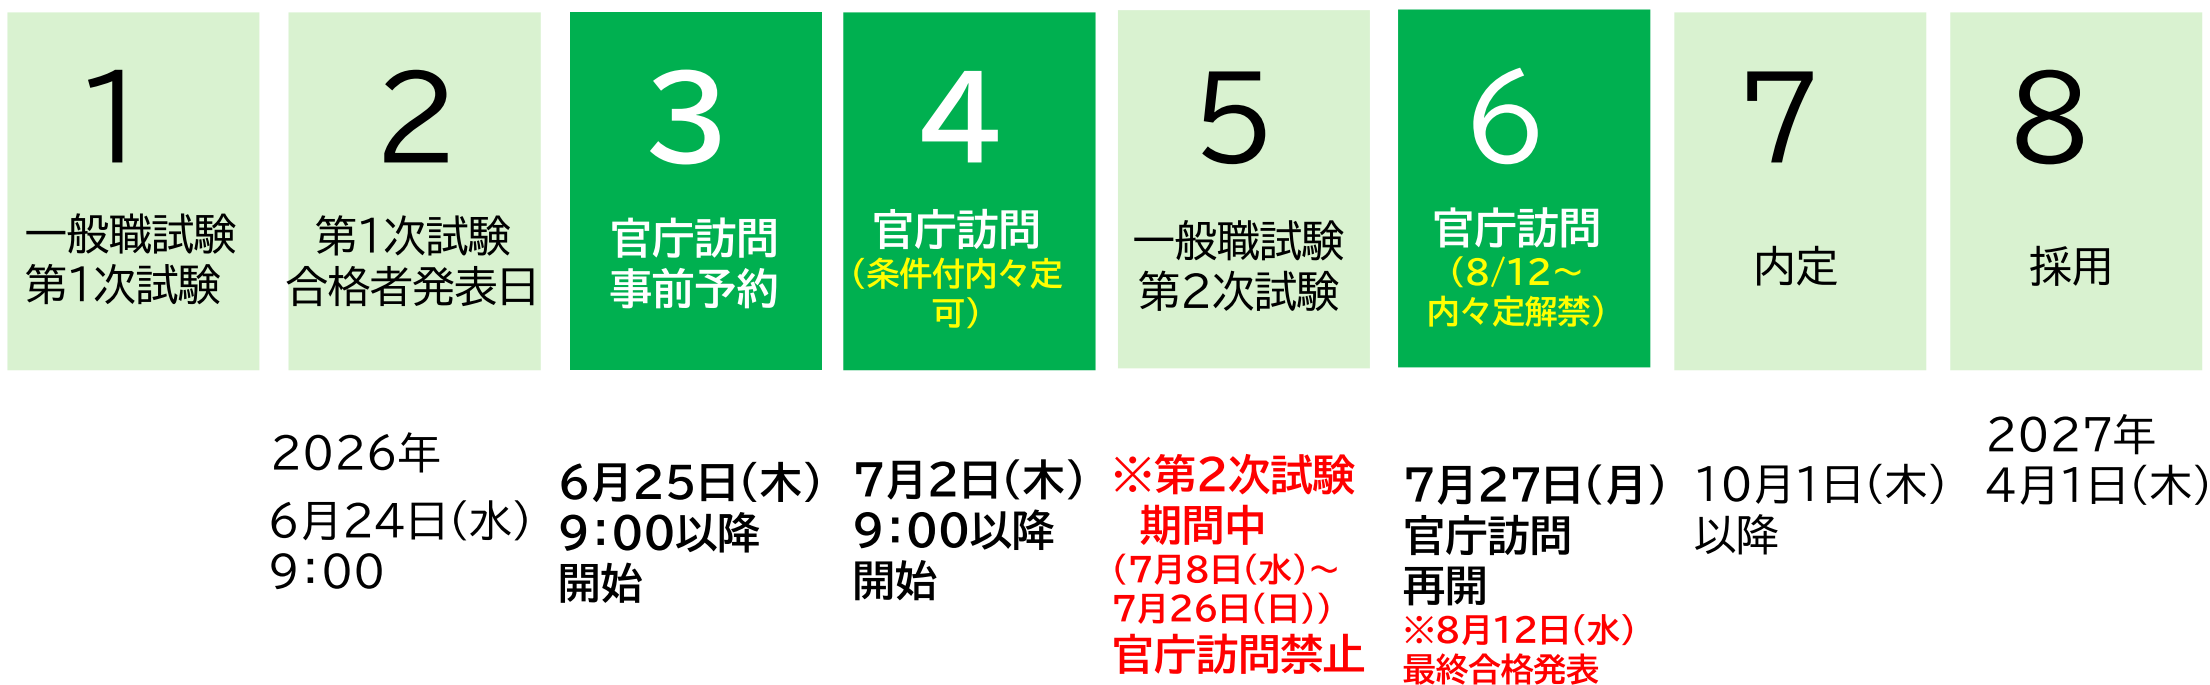 1
一般職試験
第1次試験
2
第1次試験
合格者発表日
3
官庁訪問
事前予約
4
官庁訪問
（条件付内々定
可）
5
一般職試験
第2次試験
6
官庁訪問
（8/12～
内々定解禁）
7
内定
8
採用
2026年
6月24日（水）
9：00
6月25日（木）
9：00以降
開始
7月2日（木）
9：00以降
開始
※第2次試験
期間中
（7月8日（水）～
7月26日（日））
官庁訪問禁止
7月27日（月）
官庁訪問
再開
※8月12日（水）
最終合格発表
10月1日（木）
以降
2027年
4月1日（木）